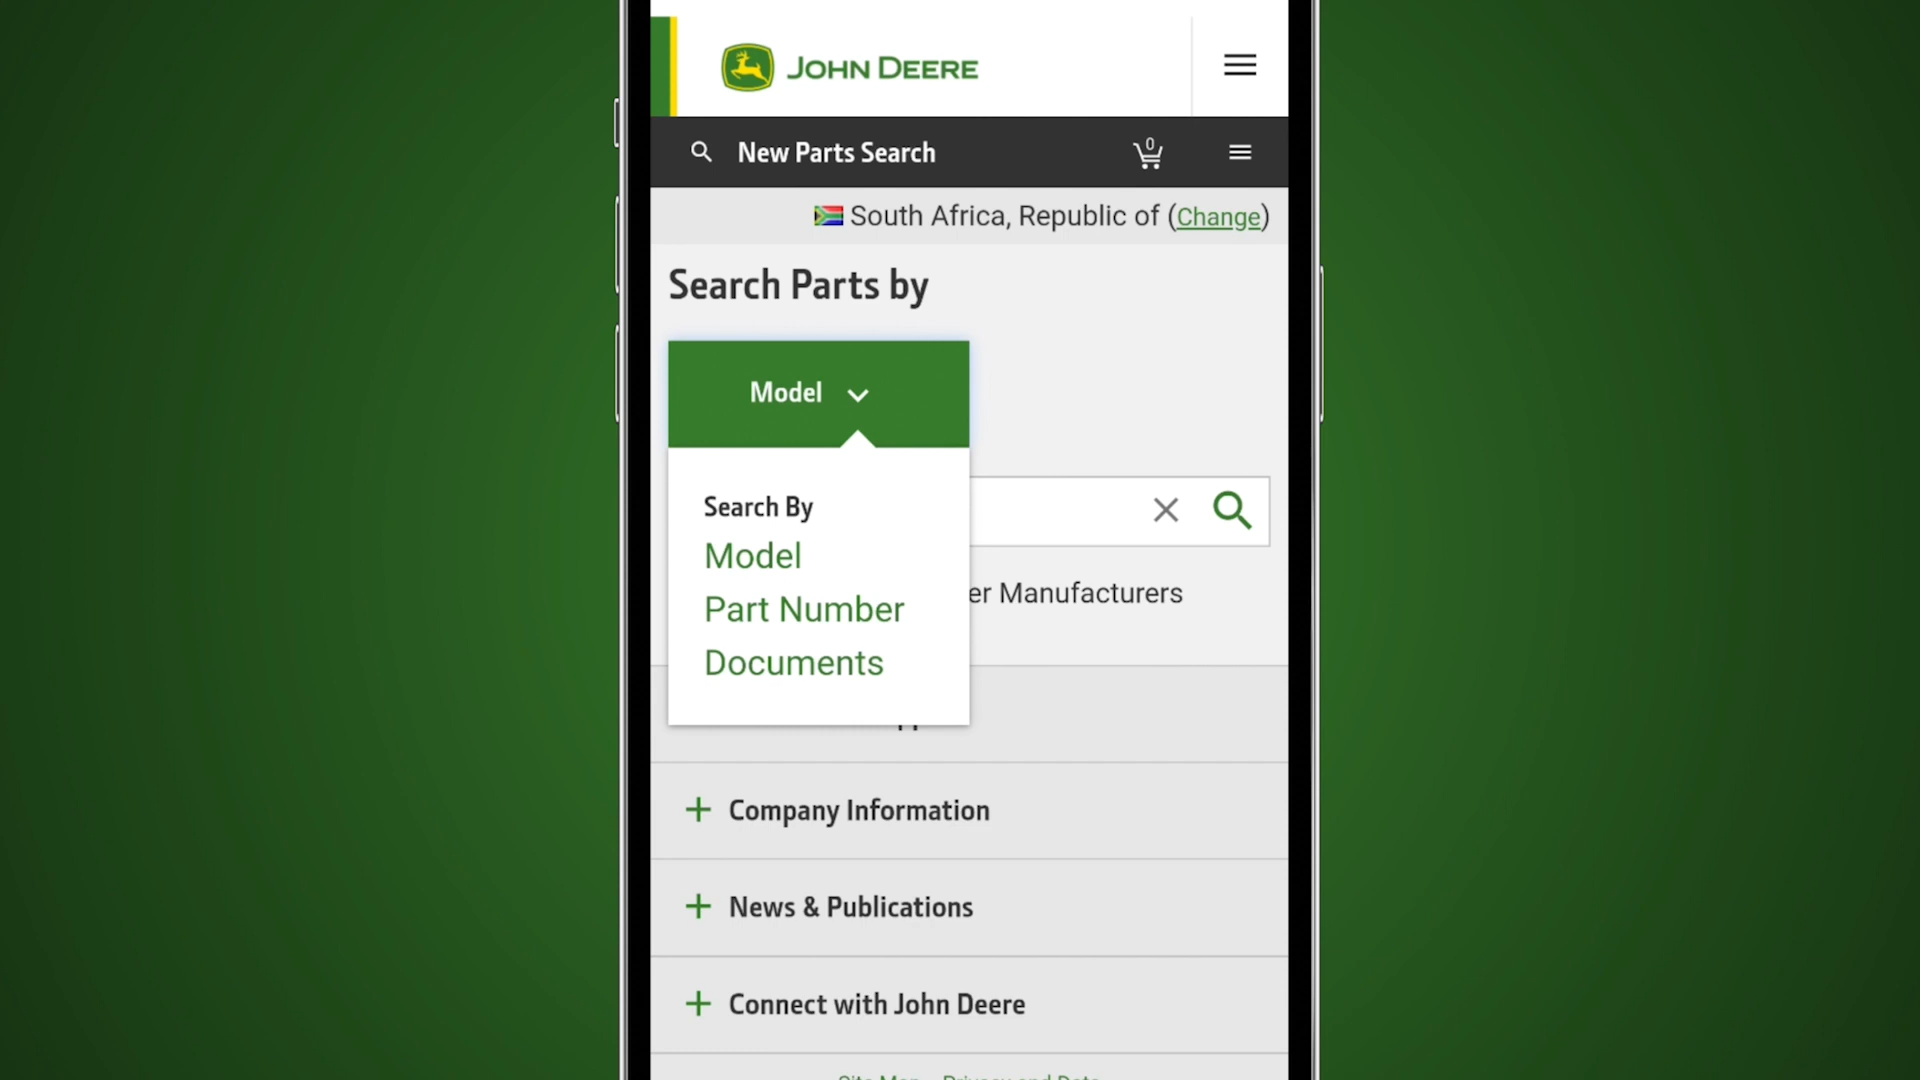 JOHN DEERE
New Parts Search
0
South Africa, Republic of (Change)
Search Parts by
Model
Search By
Model
Part Number
Documents
er Manufacturers
Company Information
News & Publications
Connect with John Deere